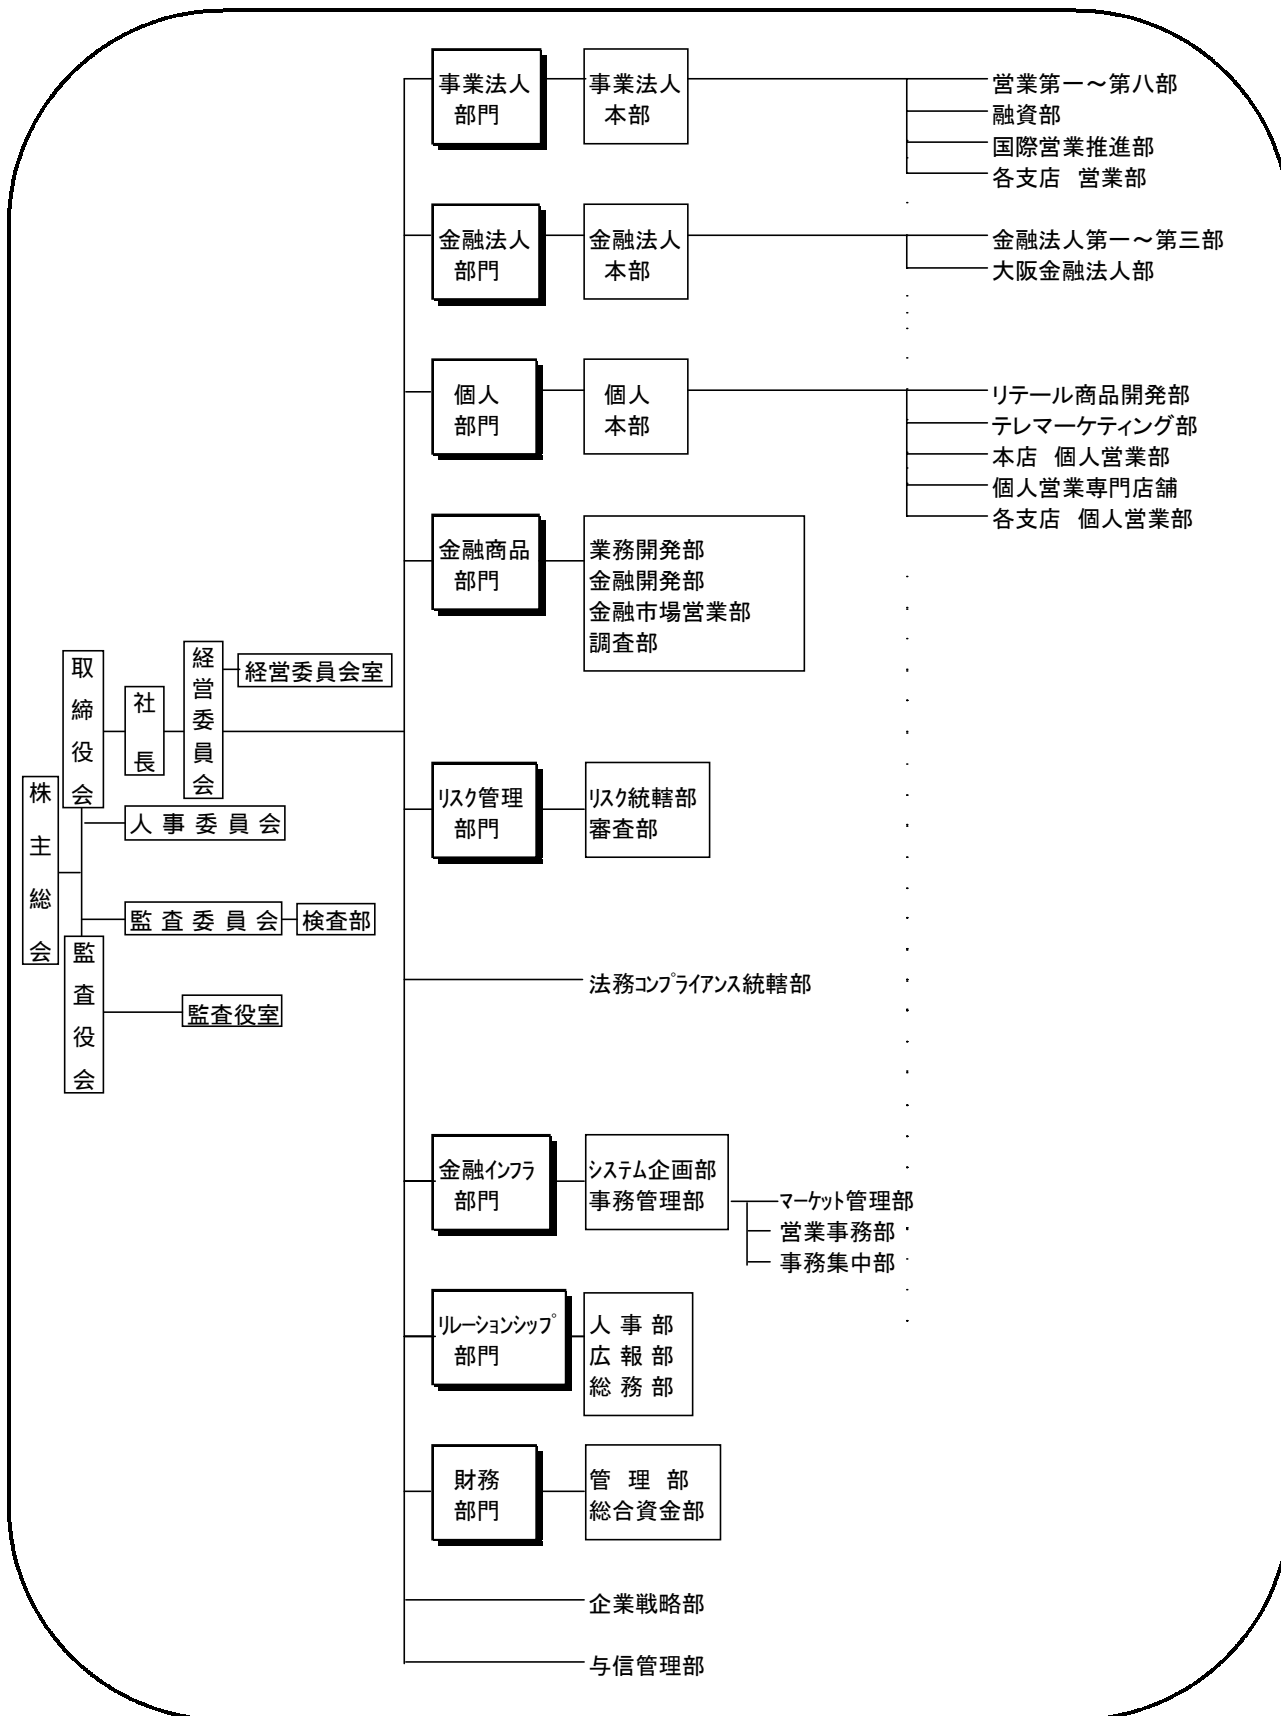 株主総会
取締役会
社長
経営委員会
経営委員会室
人事委員会
監査委員会
検査部
監査役会
監査役室
事業法人
部門
事業法人
本部
営業第一～第八部
融資部
国際営業推進部
各支店　営業部
金融法人
部門
金融法人
本部
金融法人第一～第三部
大阪金融法人部
個人
部門
個人
本部
リテール商品開発部
テレマーケティング部
本店　個人営業部
個人営業専門店舗
各支店　個人営業部
金融商品
部門
業務開発部
金融開発部
金融市場営業部
調査部
ﾘｽｸ管理
部門
ﾘｽｸ統轄部
審査部
法務ｺﾝﾌﾟﾗｲｱﾝｽ統轄部
金融ｲﾝﾌﾗ
部門
ｼｽﾃﾑ企画部
事務管理部
ﾏｰｹｯﾄ管理部
営業事務部
事務集中部
ﾘﾚｰｼｮﾝｼｯﾌﾟ
部門
人 事 部
広 報 部
総 務 部
財務
部門
管 理 部
総合資金部
企業戦略部
与信管理部